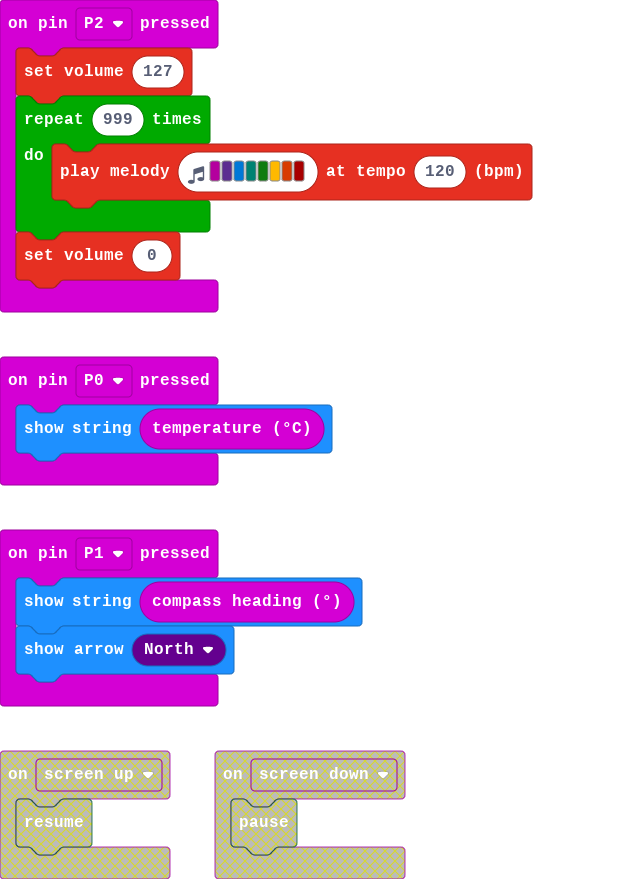 on pin P2 pressed
set volume 127
repeat 999 times
do
play melody at tempo 120 (bpm)
set volume 0
on pin P0 pressed
show string temperature (°C)
on pin P1 pressed
show string compass heading (°)
show arrow North
on screen up
resume
on screen down
pause